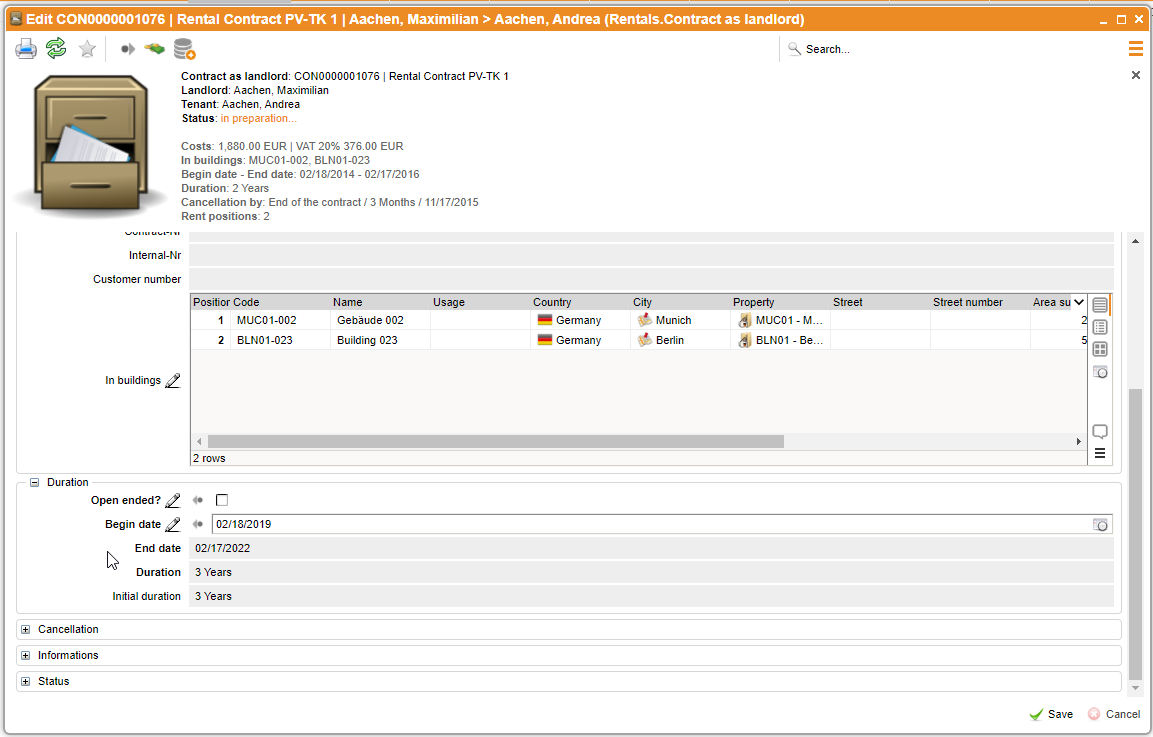 Edit CON0000001076 | Rental Contract PV-TK 1 | Aachen, Maximilian > Aachen, Andrea (Rentals.Contract as landlord)
Search...
Contract as landlord: CON0000001076 | Rental Contract PV-TK 1
Landlord: Aachen, Maximilian
Tenant: Aachen, Andrea
Status: in preparation...
Costs: 1,880.00 EUR | VAT 20% 376.00 EUR
In buildings: MUC01-002, BLN01-023
Begin date - End date: 02/18/2014 - 02/17/2016
Duration: 2 Years
Cancellation by: End of the contract / 3 Months / 11/17/2015
Rent positions: 2
Contract-Nr
Internal-Nr
Customer number
Position Code Name Usage Country City Property Street Street number Area su
1 MUC01-002 Gebäude 002 Germany Munich MUC01 - M... 2
2 BLN01-023 Building 023 Germany Berlin BLN01 - Be... 5
In buildings
2 rows
Duration
Open ended?
Begin date 02/18/2019
End date 02/17/2022
Duration 3 Years
Initial duration 3 Years
Cancellation
Informations
Status
Save Cancel